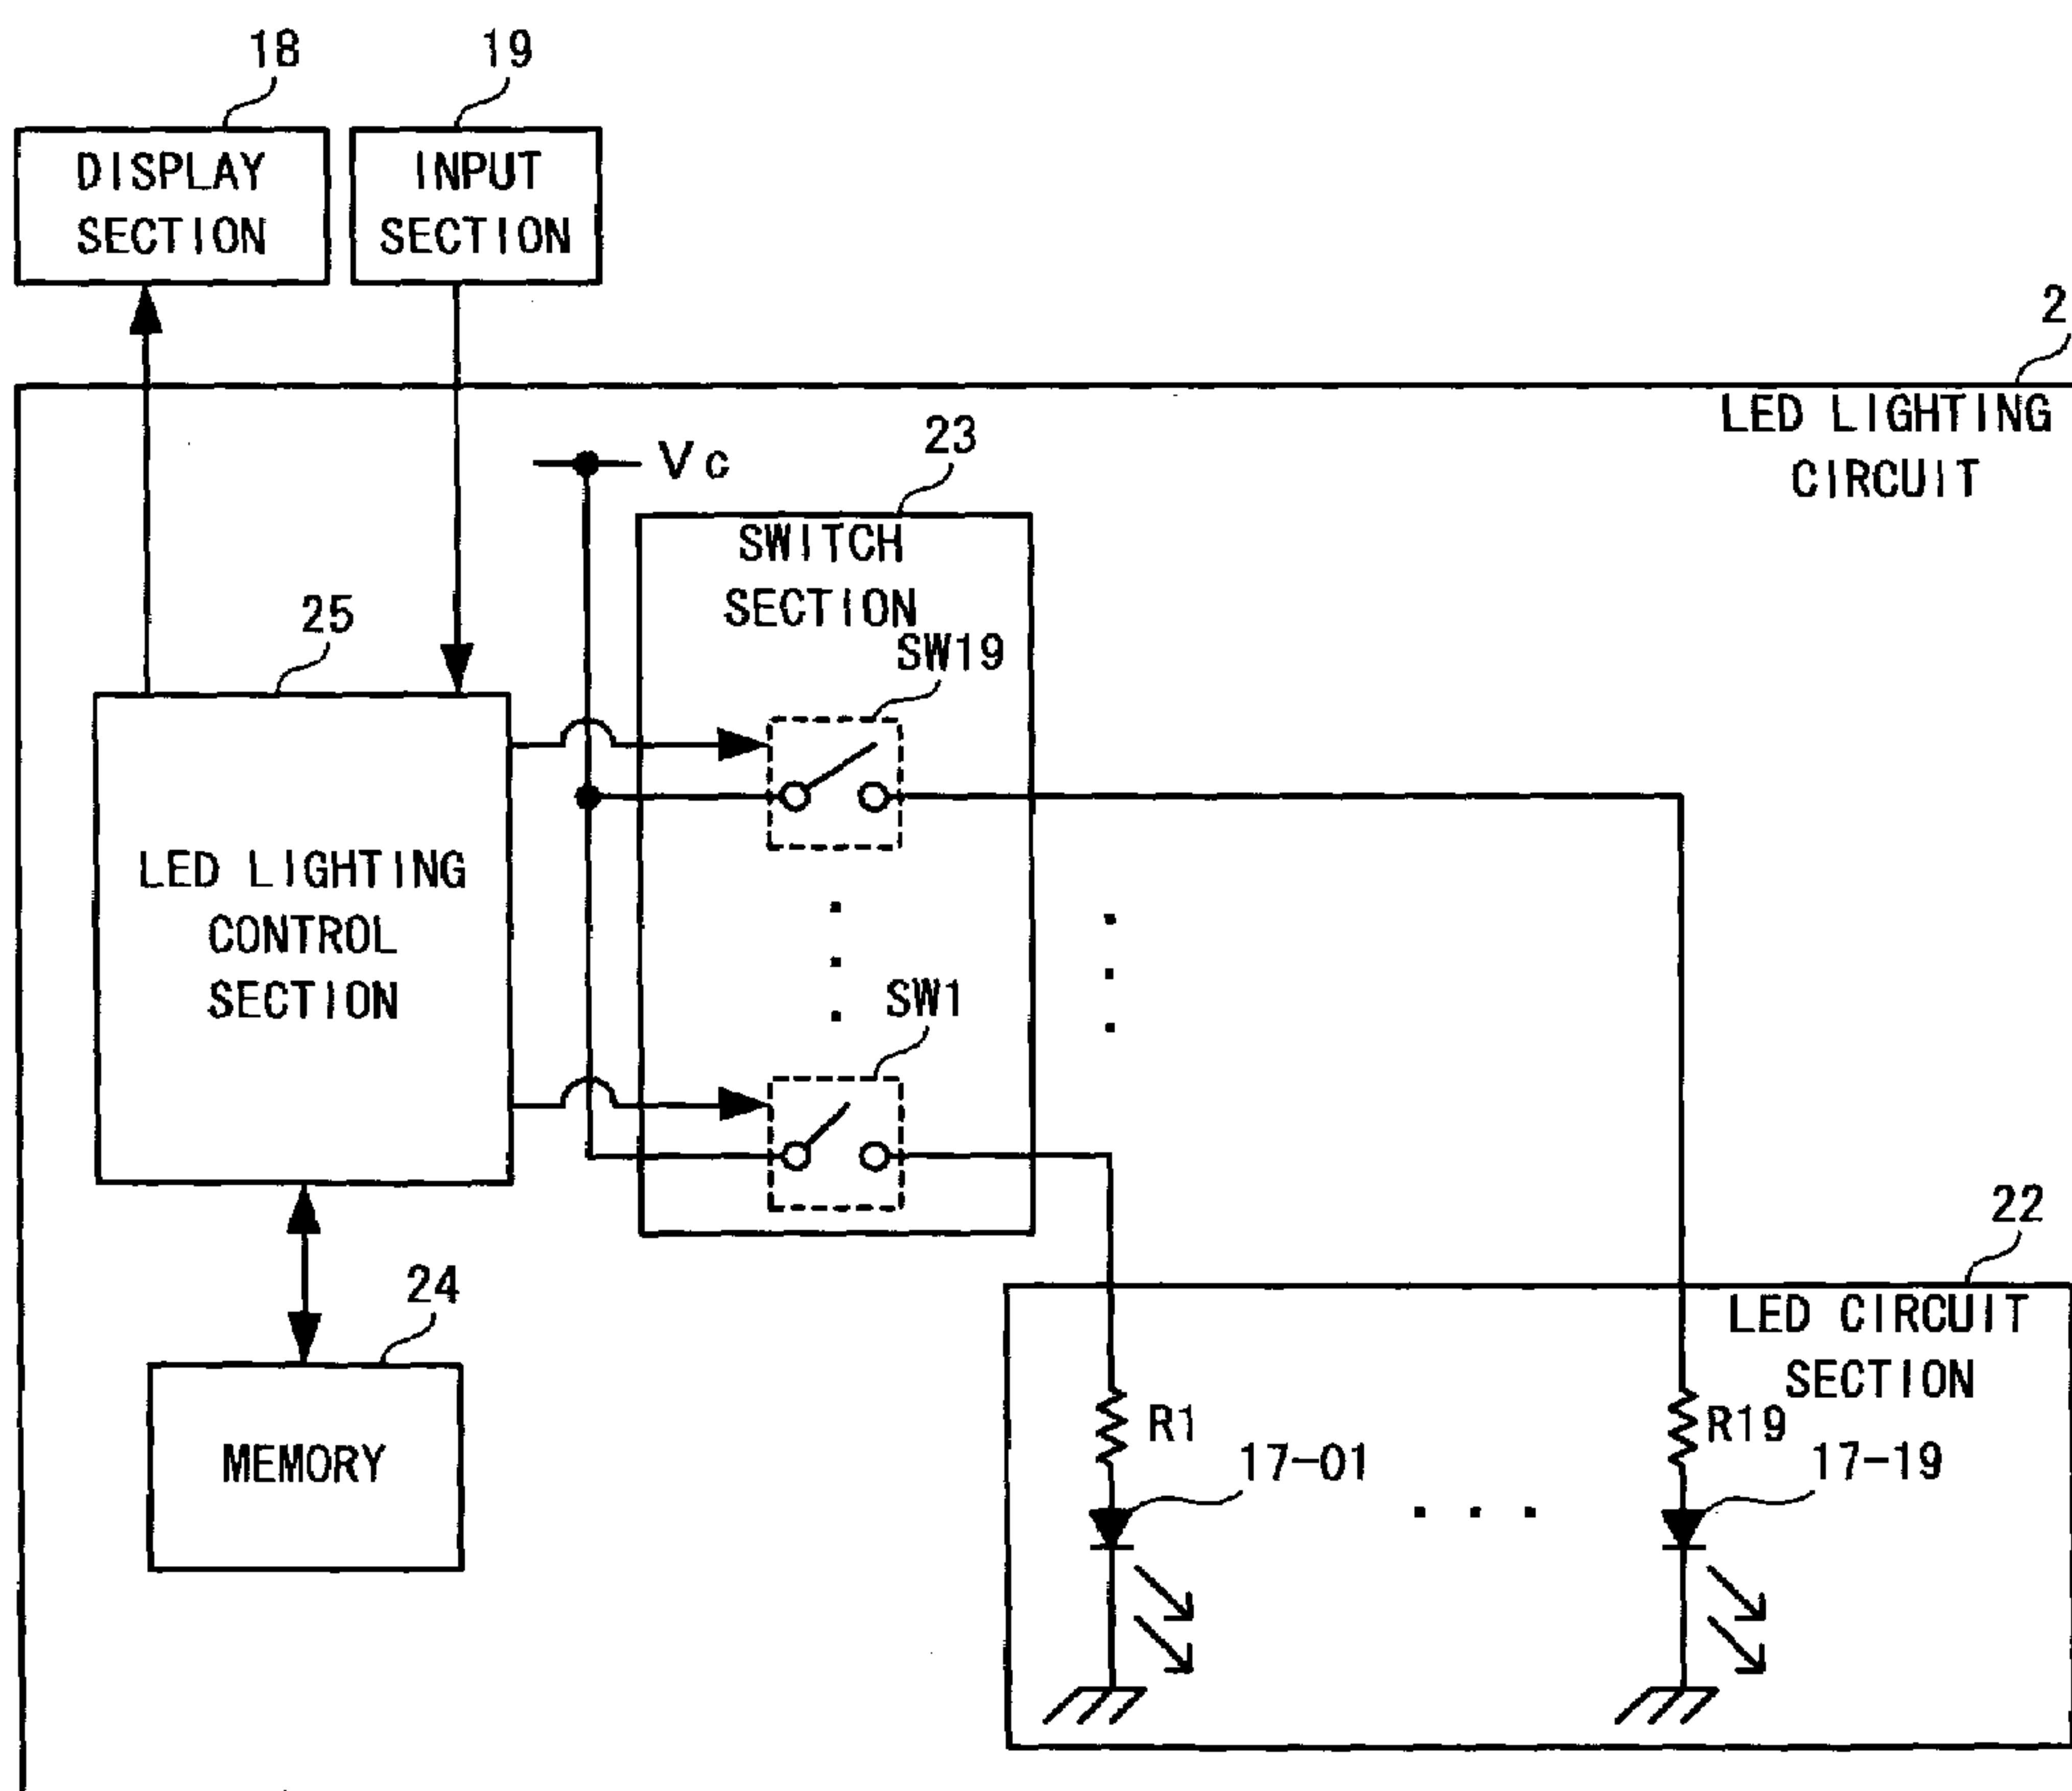 18
19
DISPLAY
SECTION
INPUT
SECTION
2
LED LIGHTING
CIRCUIT
23
Vc
SWITCH
SECTION
25
SW19
LED LIGHTING
CONTROL
SECTION
SW1
22
24
LED CIRCUIT
SECTION
MEMORY
R1
17-01
R19
17-19